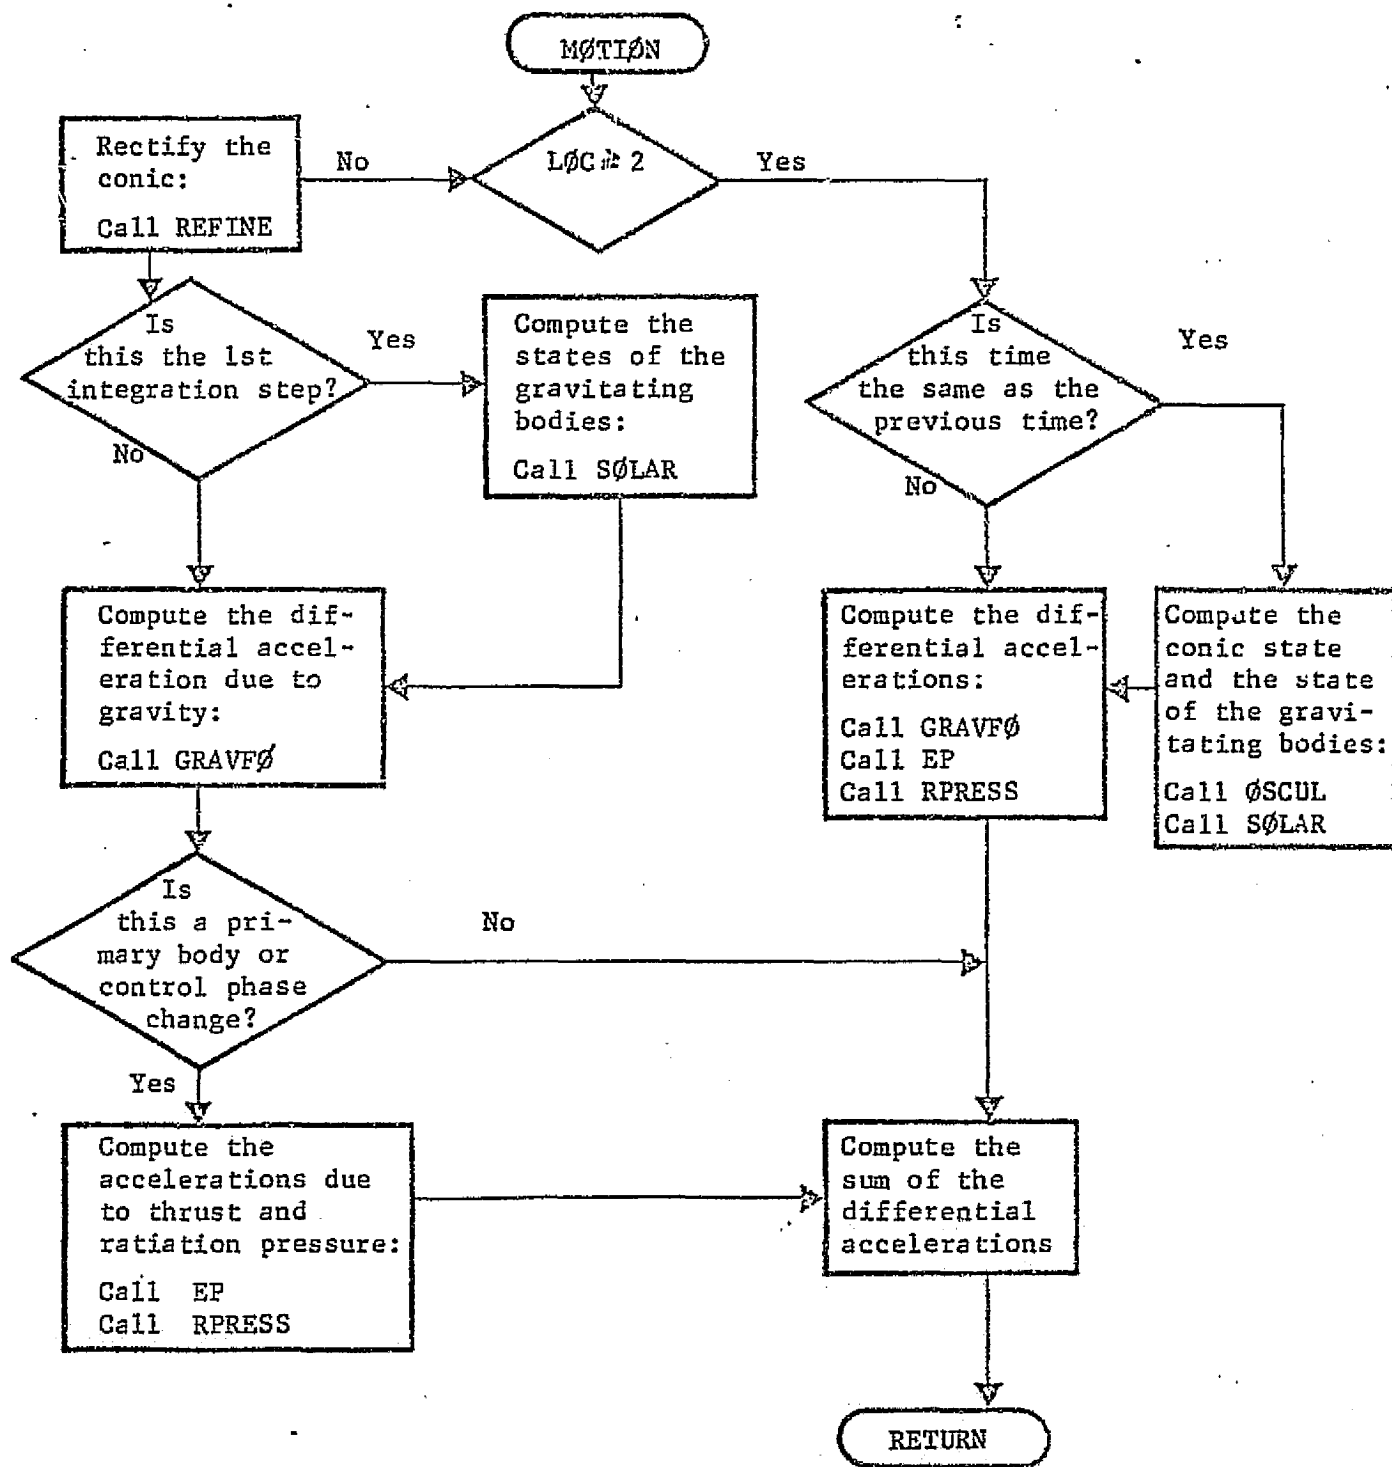 MØTIØN
LØC ≥ 2
No
Yes
Rectify the
conic:
Call REFINE
Is
this the 1st
integration step?
Yes
No
Compute the
states of the
gravitating
bodies:
Call SØLAR
Is
this time
the same as the
previous time?
Yes
No
Compute the dif-
ferential accel-
eration due to
gravity:
Call GRAVFØ
Compute the dif-
ferential accel-
erations:
Call GRAVFØ
Call EP
Call RPRESS
Compute the
conic state
and the state
of the gravi-
tating bodies:
Call ØSCUL
Call SØLAR
Is
this a pri-
mary body or
control phase
change?
No
Yes
Compute the
accelerations due
to thrust and
ratiation pressure:
Call EP
Call RPRESS
Compute the
sum of the
differential
accelerations
RETURN